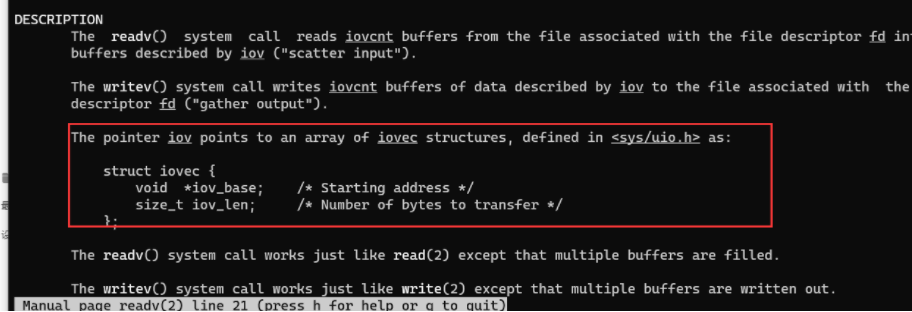 DESCRIPTION
The readv() system call reads iovcnt buffers from the file associated with the file descriptor fd
buffers described by iov ("scatter input").
The writev() system call writes iovcnt buffers of data described by iov to the file associated with the
descriptor fd ("gather output").
The pointer iov points to an array of iovec structures, defined in <sys/uio.h> as:
struct iovec {
void *iov_base; /* Starting address */
size_t iov_len; /* Number of bytes to transfer */
};
The readv() system call works just like read(2) except that multiple buffers are filled.
The writev() system call works just like write(2) except that multiple buffers are written out.
Manual page readv(2) line 21 (press h for help or q to quit)